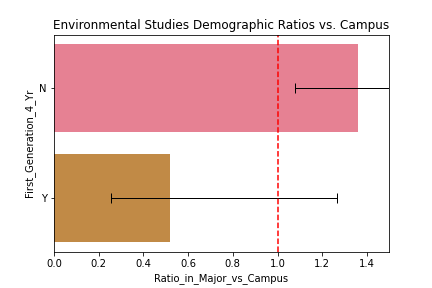 Environmental Studies Demographic Ratios vs. Campus
First_Generation_4_Yr
N
Y
0.0 0.2 0.4 0.6 0.8 1.0 1.2 1.4
Ratio_in_Major_vs_Campus